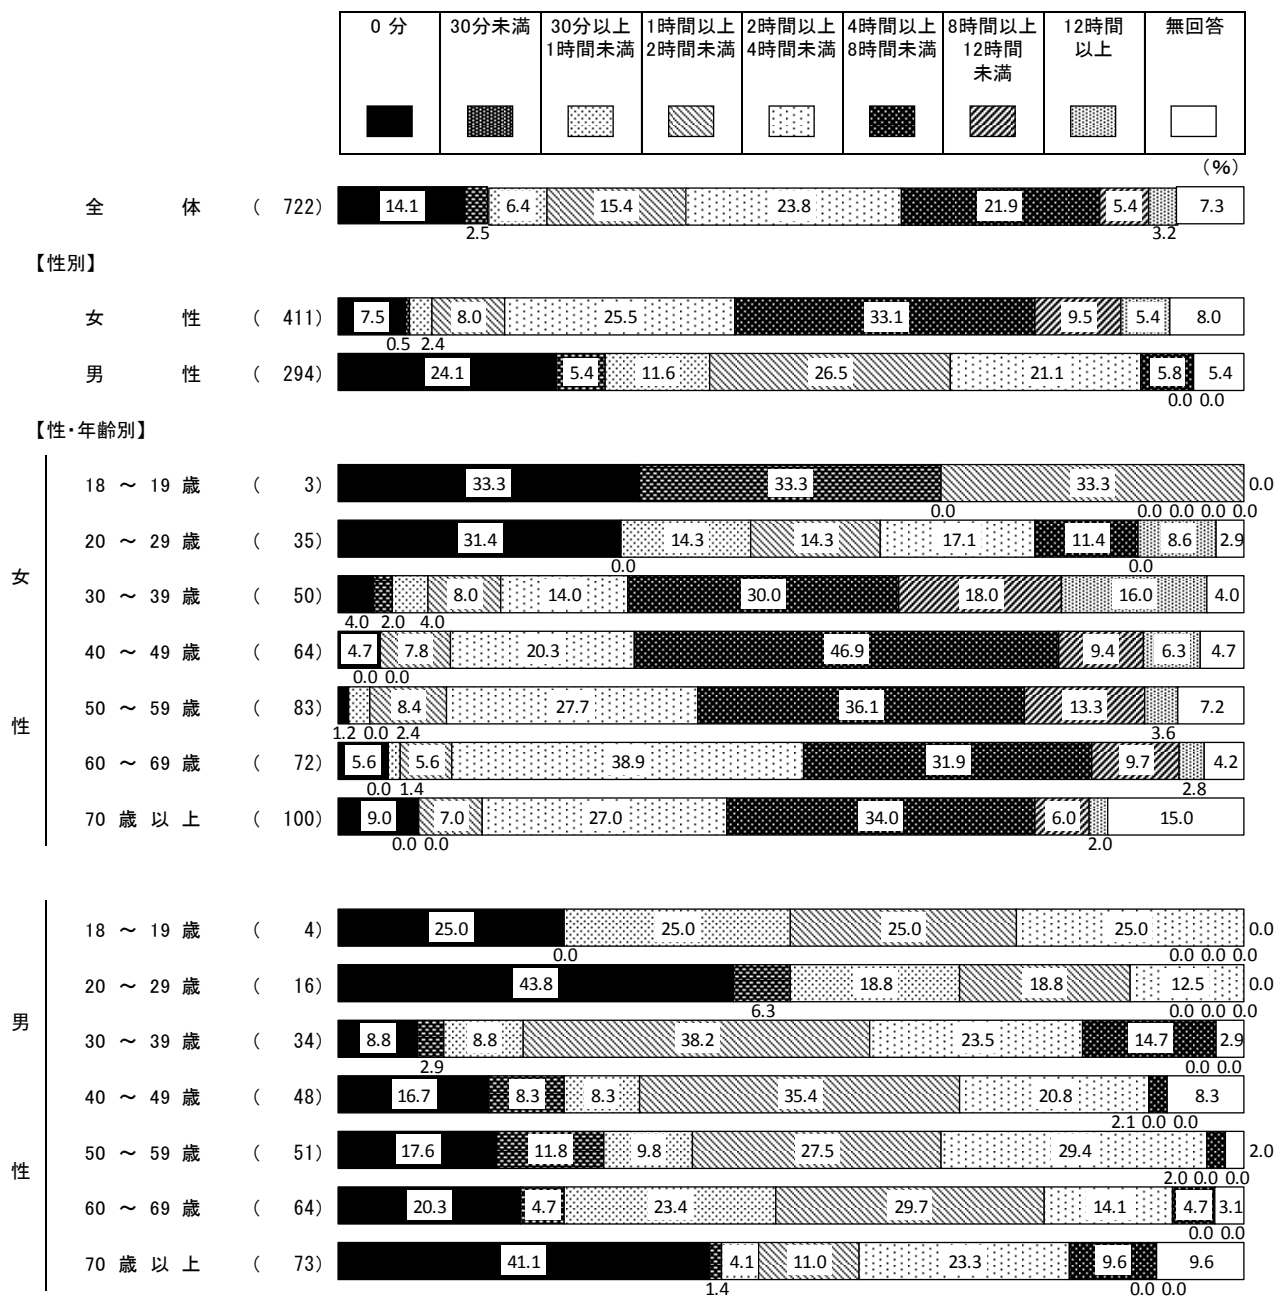 0 分 30分未満 30分以上 1時間以上 2時間以上 4時間以上 8時間以上 12時間 無回答
1時間未満 2時間未満 4時間未満 8時間未満 12時間 以上
未満
(%)
全 体 ( 722) 14.1 6.4 15.4 23.8 21.9 5.4 7.3
2.5 3.2
【性別】
女 性 ( 411) 7.5 8.0 25.5 33.1 9.5 5.4 8.0
0.5 2.4
男 性 ( 294) 24.1 5.4 11.6 26.5 21.1 5.8 5.4
0.0 0.0
【性・年齢別】
18 ～ 19 歳 ( 3) 33.3 33.3 33.3 0.0
0.0 0.0 0.0 0.0 0.0
20 ～ 29 歳 ( 35) 31.4 14.3 14.3 17.1 11.4 8.6 2.9
0.0 0.0
女
30 ～ 39 歳 ( 50) 8.0 14.0 30.0 18.0 16.0 4.0
4.0 2.0 4.0
40 ～ 49 歳 ( 64) 4.7 7.8 20.3 46.9 9.4 6.3 4.7
0.0 0.0
50 ～ 59 歳 ( 83) 8.4 27.7 36.1 13.3 7.2
性
1.2 0.0 2.4 3.6
60 ～ 69 歳 ( 72) 5.6 5.6 38.9 31.9 9.7 4.2
0.0 1.4 2.8
70 歳 以 上 ( 100) 9.0 7.0 27.0 34.0 6.0 15.0
0.0 0.0 2.0
18 ～ 19 歳 ( 4) 25.0 25.0 25.0 25.0 0.0
0.0 0.0 0.0 0.0
20 ～ 29 歳 ( 16) 43.8 18.8 18.8 12.5 0.0
6.3 0.0 0.0 0.0
男
30 ～ 39 歳 ( 34) 8.8 8.8 38.2 23.5 14.7 2.9
2.9 0.0 0.0
40 ～ 49 歳 ( 48) 16.7 8.3 8.3 35.4 20.8 8.3
2.1 0.0 0.0
50 ～ 59 歳 ( 51) 17.6 11.8 9.8 27.5 29.4 2.0
性
2.0 0.0 0.0
60 ～ 69 歳 ( 64) 20.3 4.7 23.4 29.7 14.1 4.7 3.1
0.0 0.0
70 歳 以 上 ( 73) 41.1 4.1 11.0 23.3 9.6 9.6
1.4 0.0 0.0